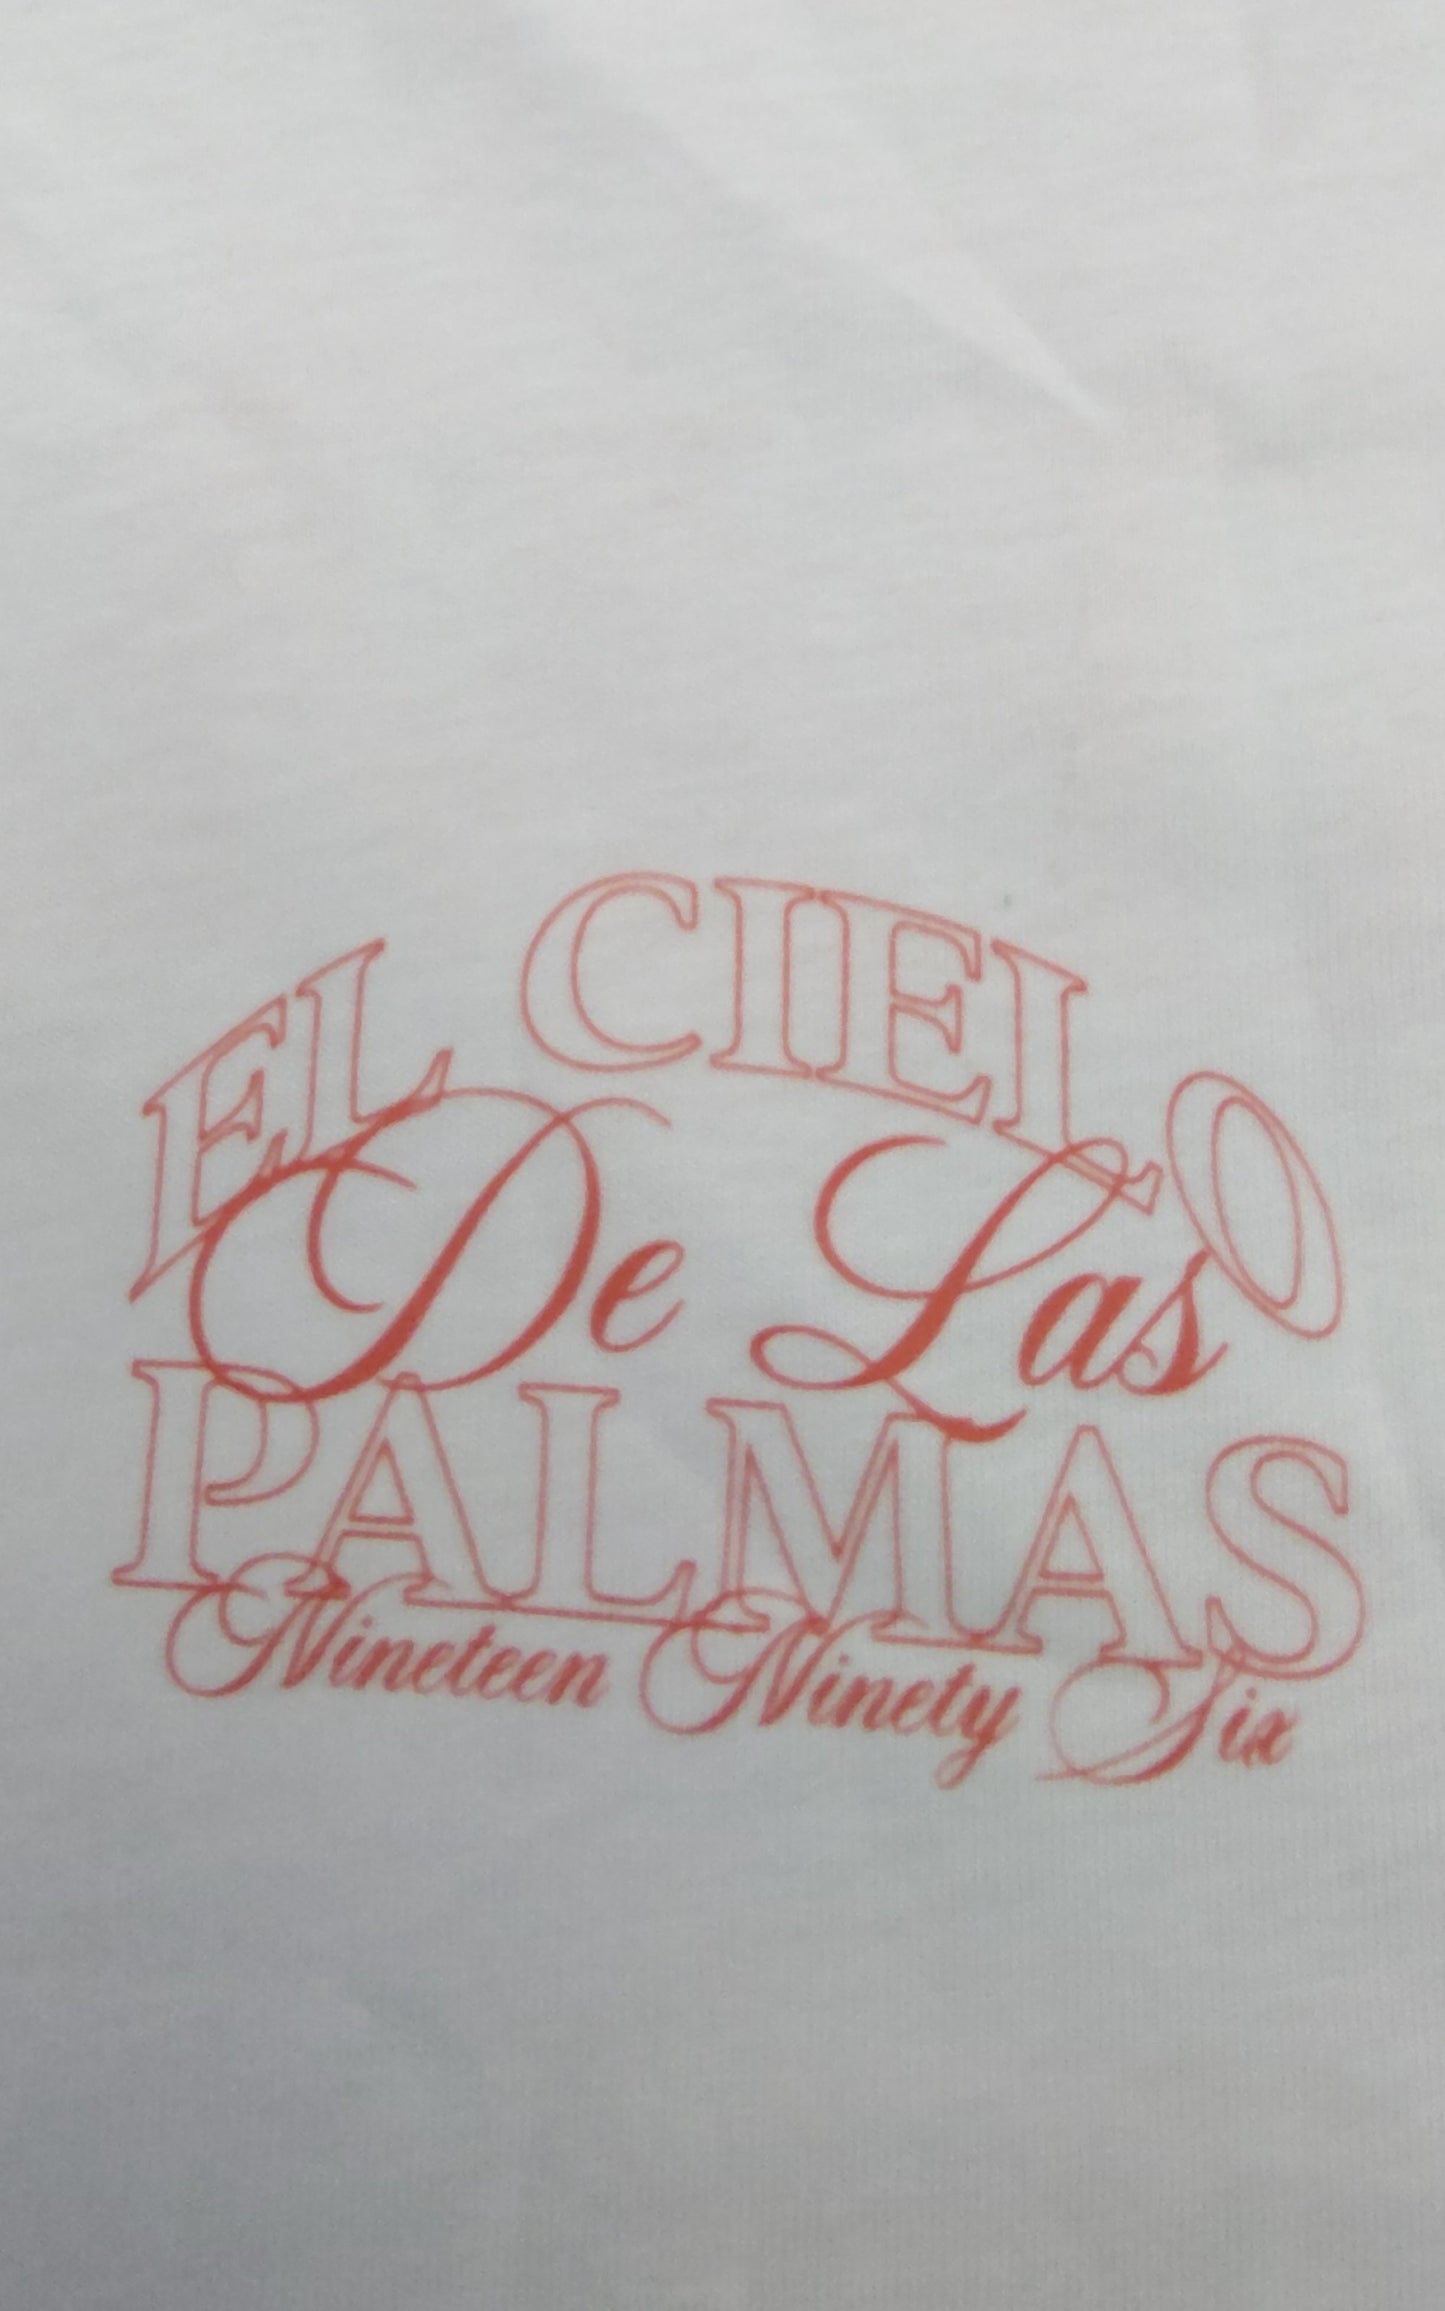 EL CIELO
De Las
PALMAS
Nineteen Ninety Six